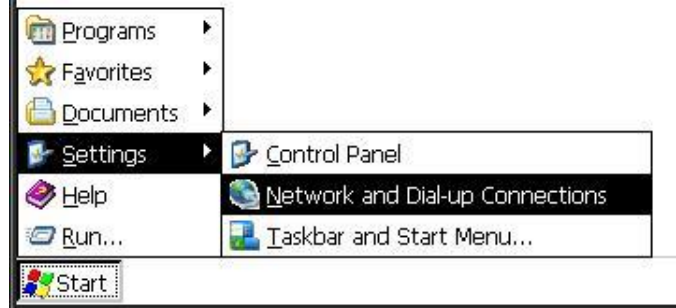 Programs
Favorites
Documents
Settings
Control Panel
Help
Network and Dial-up Connections
Run...
Taskbar and Start Menu...
Start